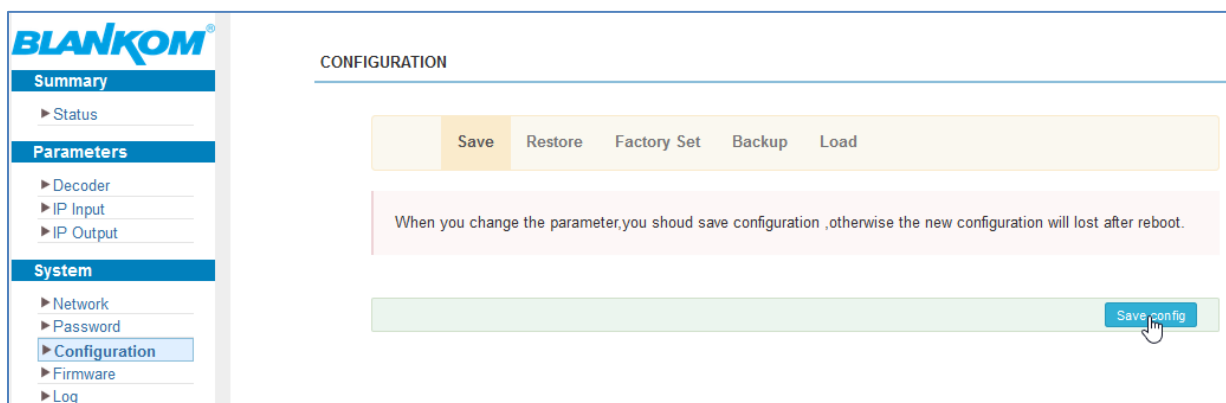 BLANKOM®
Summary
Status
Parameters
Decoder
IP Input
IP Output
System
Network
Password
Configuration
Firmware
Log
CONFIGURATION
Save Restore Factory Set Backup Load
When you change the parameter,you shoud save configuration ,otherwise the new configuration will lost after reboot.
Save config